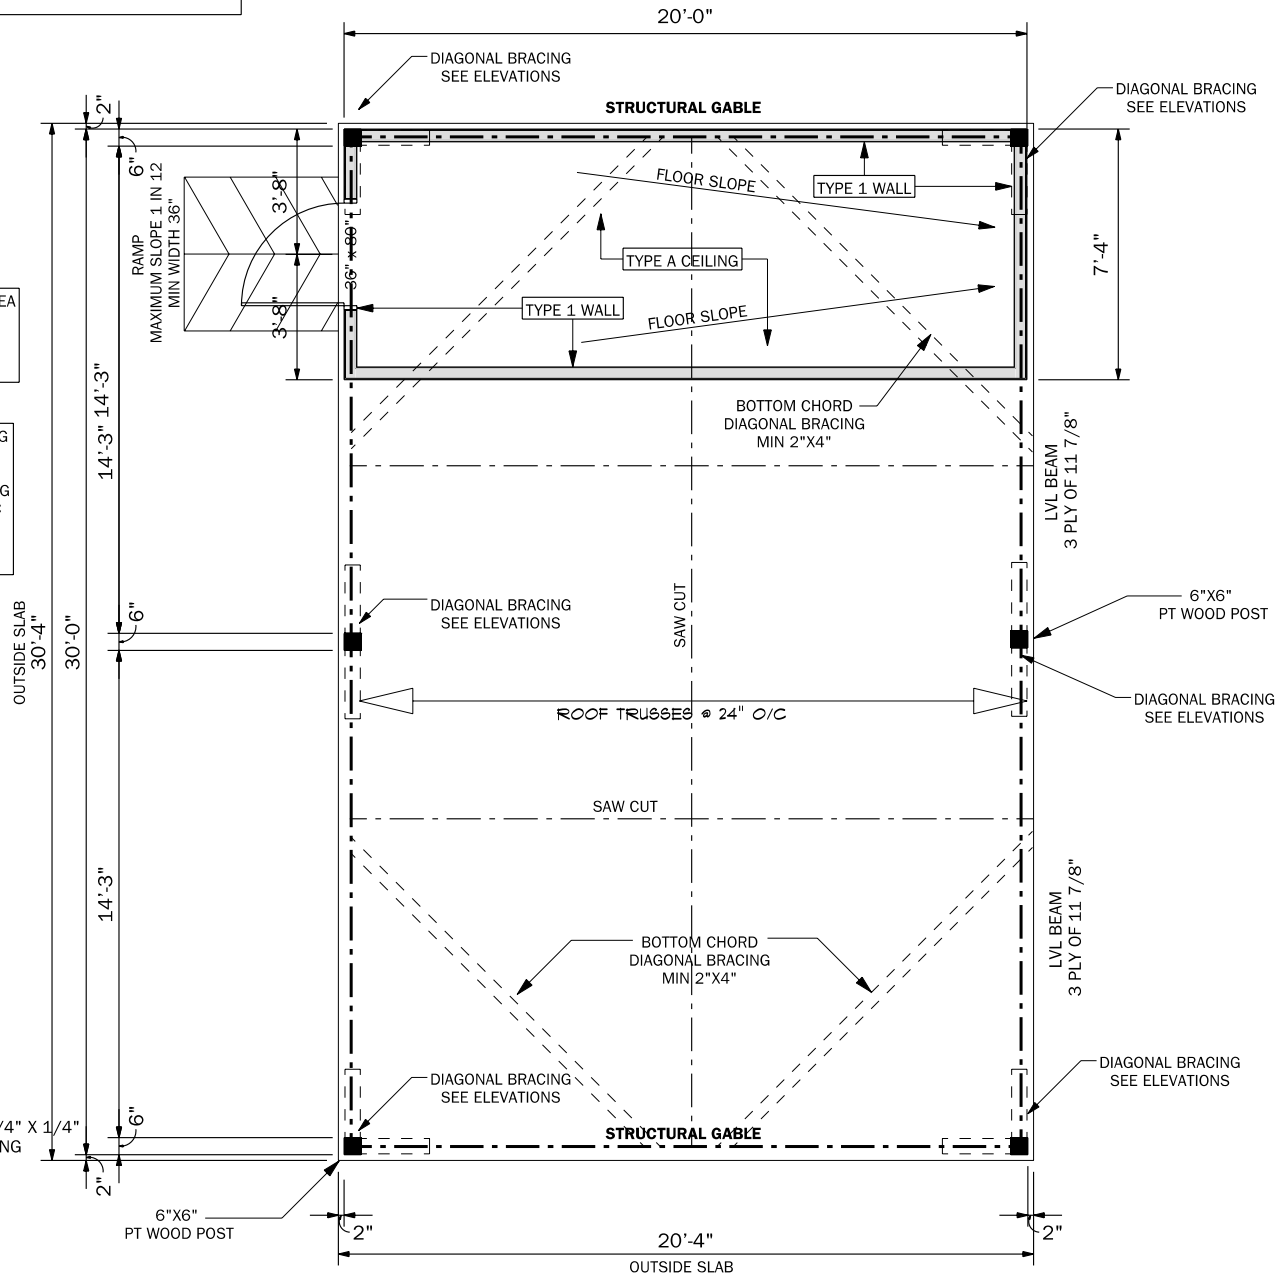 20'-0"
DIAGONAL BRACING
SEE ELEVATIONS
DIAGONAL BRACING
SEE ELEVATIONS
STRUCTURAL GABLE
2"
6"
RAMP
MAXIMUM SLOPE 1 IN 12
MIN WIDTH 36"
3'-8"
3'-8"
36" x 80"
FLOOR SLOPE
TYPE 1 WALL
TYPE A CEILING
TYPE 1 WALL
FLOOR SLOPE
7'-4"
EA
BOTTOM CHORD
DIAGONAL BRACING
MIN 2"X4"
14'-3" 14'-3"
LVL BEAM
3 PLY OF 11 7/8"
G
NG
OUTSIDE SLAB
30'-4"
30'-0"
6"
DIAGONAL BRACING
SEE ELEVATIONS
SAW CUT
6"X6"
PT WOOD POST
DIAGONAL BRACING
SEE ELEVATIONS
ROOF TRUSSES @ 24" O/C
SAW CUT
14'-3"
LVL BEAM
3 PLY OF 11 7/8"
BOTTOM CHORD
DIAGONAL BRACING
MIN 2"X4"
DIAGONAL BRACING
SEE ELEVATIONS
DIAGONAL BRACING
SEE ELEVATIONS
6"
/4" X 1/4"
NG
STRUCTURAL GABLE
2"
6"X6"
PT WOOD POST
2"
2"
20'-4"
OUTSIDE SLAB